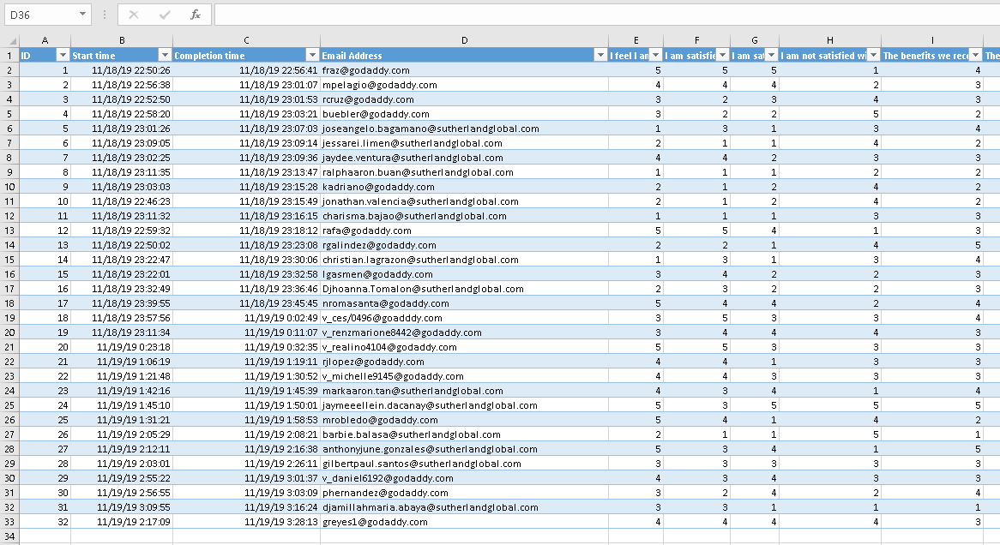 D36 fx
A B C D E F G H I
1 ID Start time Completion time Email Address I feel I am I am satisfie I am sat I am not satisfied wi The benefits we rece The
2 1 11/18/19 22:50:26 11/18/19 22:56:41 fraz@godaddy.com 5 5 5 1 4
3 2 11/18/19 22:56:38 11/18/19 23:01:07 mpelagio@godaddy.com 4 4 4 2 3
4 3 11/18/19 22:52:50 11/18/19 23:01:53 rcruz@godaddy.com 3 2 3 4 3
5 4 11/18/19 22:58:20 11/18/19 23:03:21 buebler@godaddy.com 3 2 2 5 2
6 5 11/18/19 23:01:26 11/18/19 23:07:03 joseangelo.bagamano@sutherlandglobal.com 1 3 1 3 4
7 6 11/18/19 23:09:05 11/18/19 23:09:14 jessarei.limen@sutherlandglobal.com 2 1 1 4 2
8 7 11/18/19 23:02:25 11/18/19 23:09:36 jaydee.ventura@sutherlandglobal.com 4 4 2 3 3
9 8 11/18/19 23:11:35 11/18/19 23:13:47 ralphaaron.buan@sutherlandglobal.com 1 1 1 2 2
10 9 11/18/19 23:03:03 11/18/19 23:15:28 kadriano@godaddy.com 2 1 2 4 2
11 10 11/18/19 22:46:23 11/18/19 23:15:49 jonathan.valencia@sutherlandglobal.com 2 1 2 4 2
12 11 11/18/19 23:11:32 11/18/19 23:16:15 charisma.bajao@sutherlandglobal.com 1 1 1 3 3
13 12 11/18/19 22:59:32 11/18/19 23:18:12 rafa@godaddy.com 5 5 4 1 3
14 13 11/18/19 22:50:02 11/18/19 23:23:08 rgalindez@godaddy.com 2 2 1 4 5
15 14 11/18/19 23:22:47 11/18/19 23:30:06 christian.lagrazon@sutherlandglobal.com 1 3 1 3 4
16 15 11/18/19 23:22:01 11/18/19 23:32:58 lgasmen@godaddy.com 3 4 2 2 3
17 16 11/18/19 23:32:49 11/18/19 23:36:46 Djhoanna.Tomalon@sutherlandglobal.com 2 3 2 2 3
18 17 11/18/19 23:39:55 11/18/19 23:45:45 nromasanta@godaddy.com 5 4 4 2 4
19 18 11/18/19 23:57:56 11/19/19 0:02:49 v_ces/0496@goadddy.com 3 5 3 3 4
20 19 11/18/19 23:11:34 11/19/19 0:11:07 v_renzmarione8442@godaddy.com 3 4 4 4 3
21 20 11/19/19 0:23:18 11/19/19 0:32:35 v_realino4104@godaddy.com 5 5 3 3 3
22 21 11/19/19 1:06:19 11/19/19 1:19:11 rjlopez@godaddy.com 4 4 1 3 3
23 22 11/19/19 1:21:48 11/19/19 1:30:52 v_michelle9145@godaddy.com 4 4 3 3 3
24 23 11/19/19 1:42:16 11/19/19 1:45:39 markaaron.tan@sutherlandglobal.com 4 3 4 1 4
25 24 11/19/19 1:45:10 11/19/19 1:50:01 jaymeeellein.dacanay@sutherlandglobal.com 5 3 5 5 5
26 25 11/19/19 1:31:21 11/19/19 1:58:53 mrobledo@godaddy.com 5 4 1 4 2
27 26 11/19/19 2:05:29 11/19/19 2:08:21 barbie.balasa@sutherlandglobal.com 2 1 1 5 1
28 27 11/19/19 2:12:11 11/19/19 2:16:38 anthonyjune.gonzales@sutherlandglobal.com 5 3 4 1 5
29 28 11/19/19 2:03:01 11/19/19 2:26:11 gilbertpaul.santos@sutherlandglobal.com 3 3 3 3 3
30 29 11/19/19 2:55:22 11/19/19 3:01:37 v_daniel6192@godaddy.com 4 3 4 3 3
31 30 11/19/19 2:56:55 11/19/19 3:03:09 phernandez@godaddy.com 3 2 4 2 4
32 31 11/19/19 3:09:55 11/19/19 3:16:24 djamillahmaria.abaya@sutherlandglobal.com 3 3 1 1 1
33 32 11/19/19 2:17:09 11/19/19 3:28:13 greyes1@godaddy.com 4 4 4 4 3
34